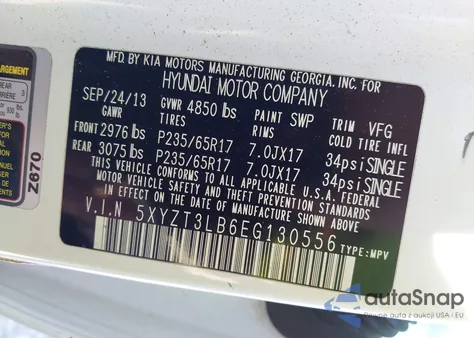 MFD. BY KIA MOTORS MANUFACTURING GEORGIA, INC. FOR
HYUNDAI MOTOR COMPANY
SEP/24/13 GVWR 4850 lbs PAINT SWP TRIM VFG
GAWR TIRES RIMS COLD TIRE INFL
FRONT 2976 lbs P235/65R17 7.0JX17 34psi SINGLE
REAR 3075 lbs P235/65R17 7.0JX17 34psi SINGLE
THIS VEHICLE CONFORMS TO ALL APPLICABLE U.S.A. FEDERAL
MOTOR VEHICLE SAFETY STANDARDS
IN EFFECT ON THE DATE OF MANUFACTURE SHOWN ABOVE.
V.I.N 5XYZT3LB6EG130556 TYPE: MPV
REAR 3
Z670
autoSnap